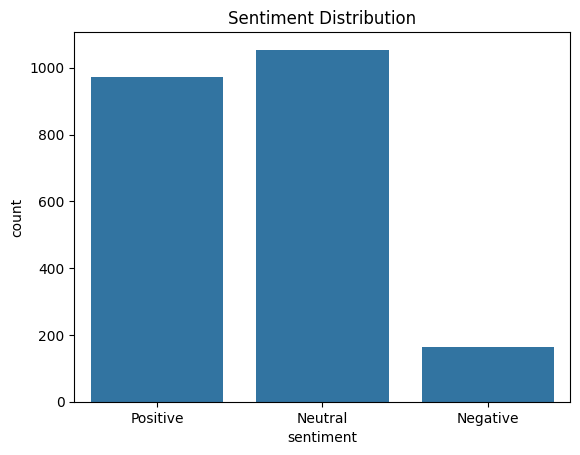 Sentiment Distribution
1000
800
600
400
200
0
count
Positive Neutral Negative
sentiment